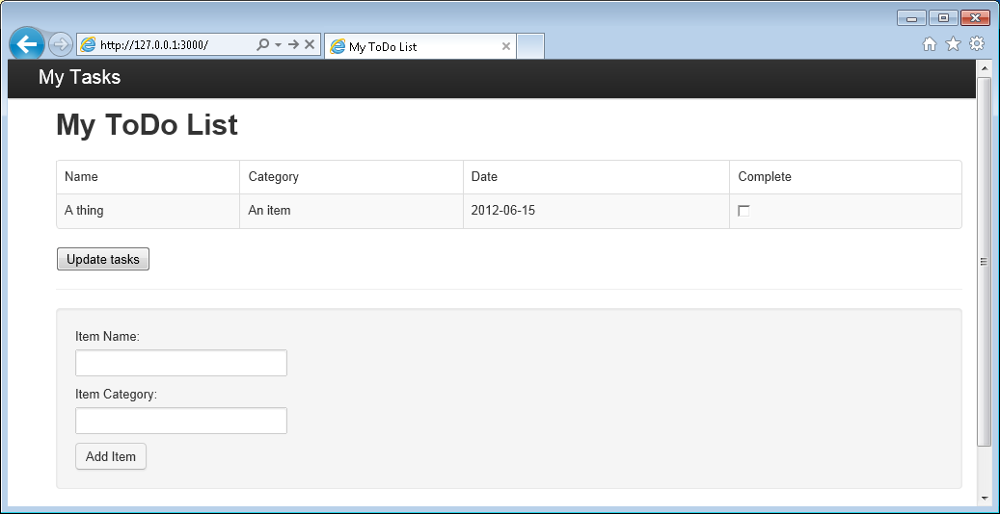 http://127.0.0.1:3000/
My ToDo List
My Tasks
My ToDo List
Name Category Date Complete
A thing An item 2012-06-15
Update tasks
Item Name:
Item Category:
Add Item